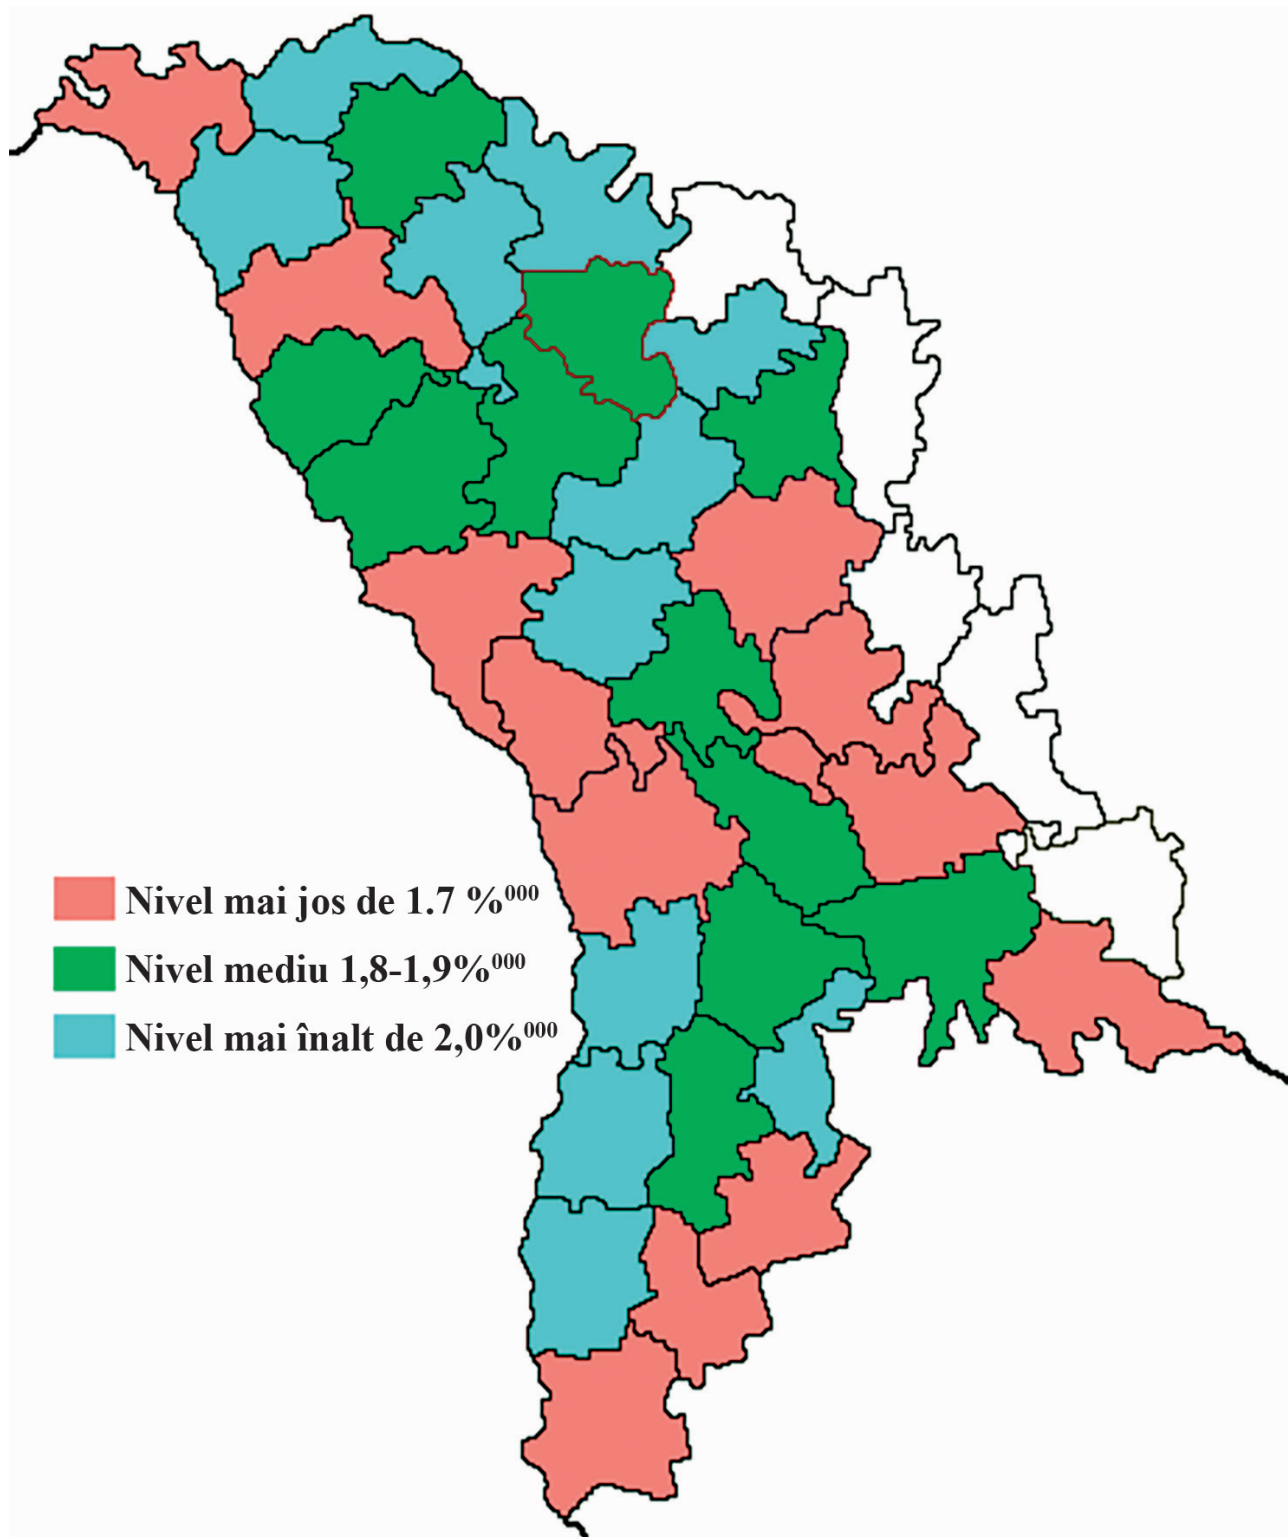 Nivel mai jos de 1.7 %⁰⁰⁰
Nivel mediu 1,8-1,9%⁰⁰⁰
Nivel mai înalt de 2,0%⁰⁰⁰